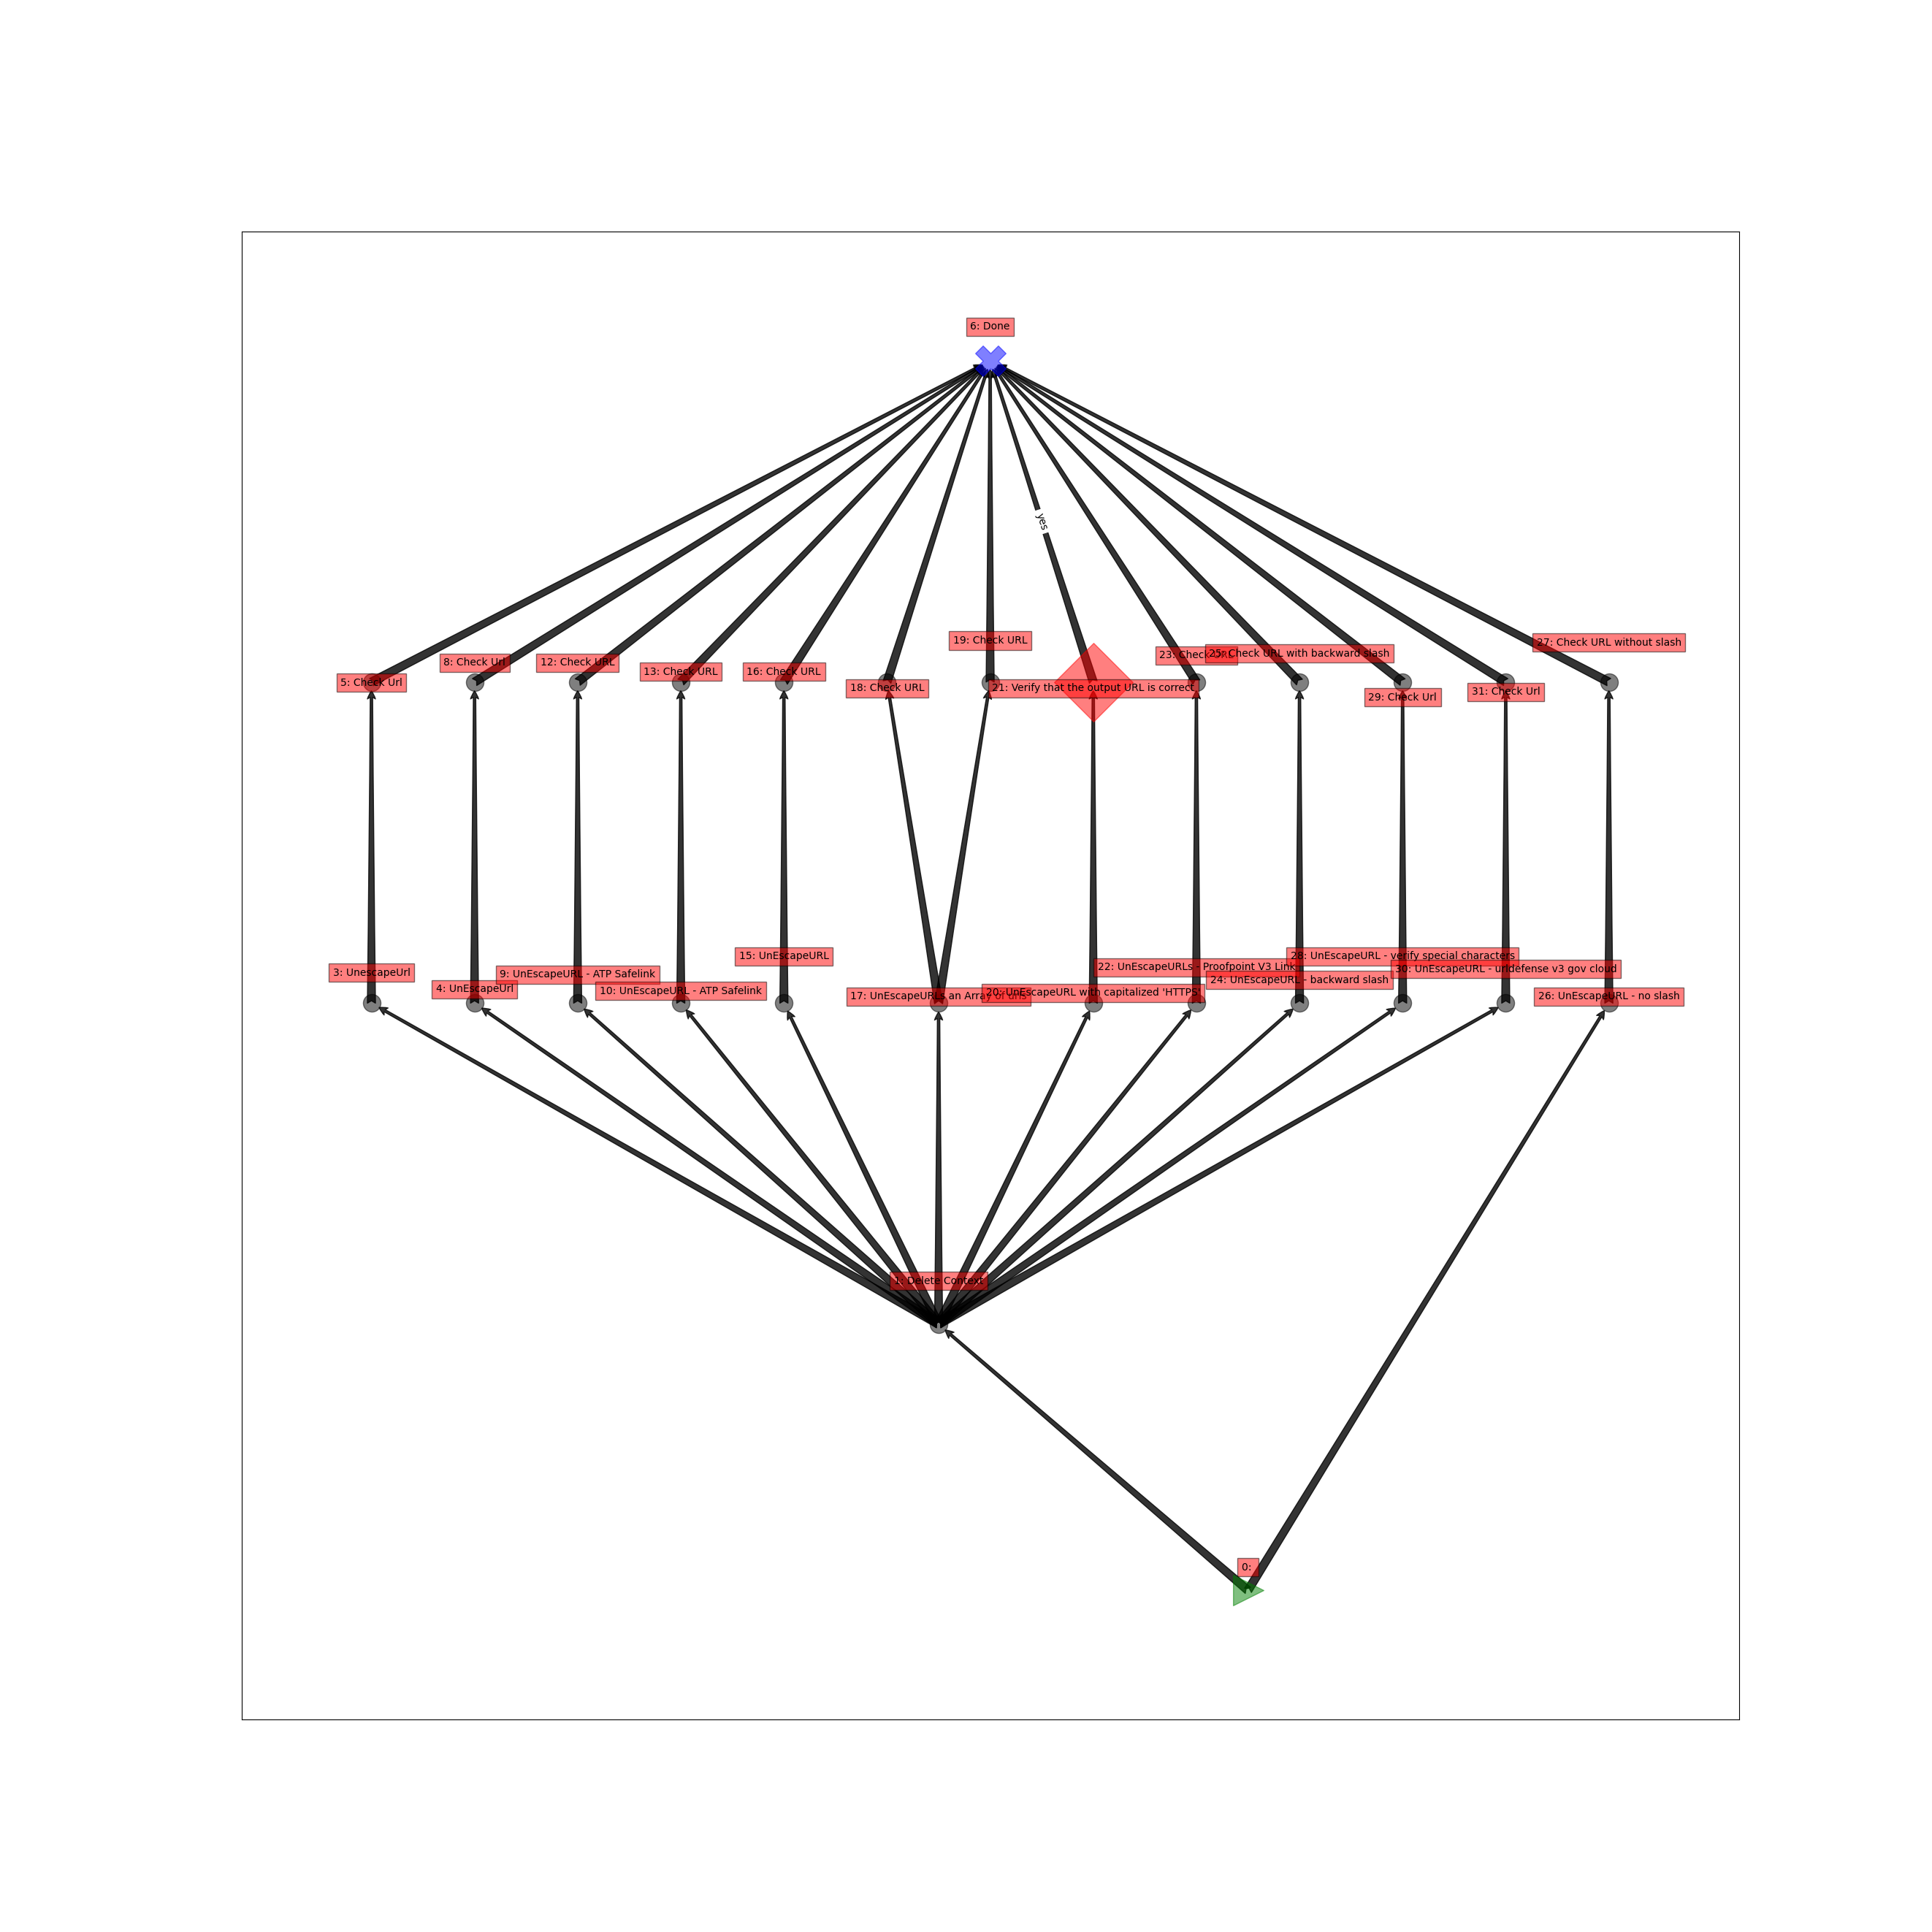 6: Done
yes
19: Check URL
27: Check URL without slash
25: Check URL with backward slash
23: Check URL
8: Check Url
12: Check URL
13: Check URL
16: Check URL
5: Check Url
18: Check URL
21: Verify that the output URL is correct
31: Check Url
29: Check Url
15: UnEscapeURL
28: UnEscapeURL - verify special characters
22: UnEscapeURLs - Proofpoint V3 Link
30: UnEscapeURL - urldefense v3 gov cloud
3: UnescapeUrl
9: UnEscapeURL - ATP Safelink
24: UnEscapeURL - backward slash
4: UnEscapeUrl
10: UnEscapeURL - ATP Safelink
20: UnEscapeURL with capitalized 'HTTPS'
17: UnEscapeURLs an Array of urls
26: UnEscapeURL - no slash
1: Delete Context
0: